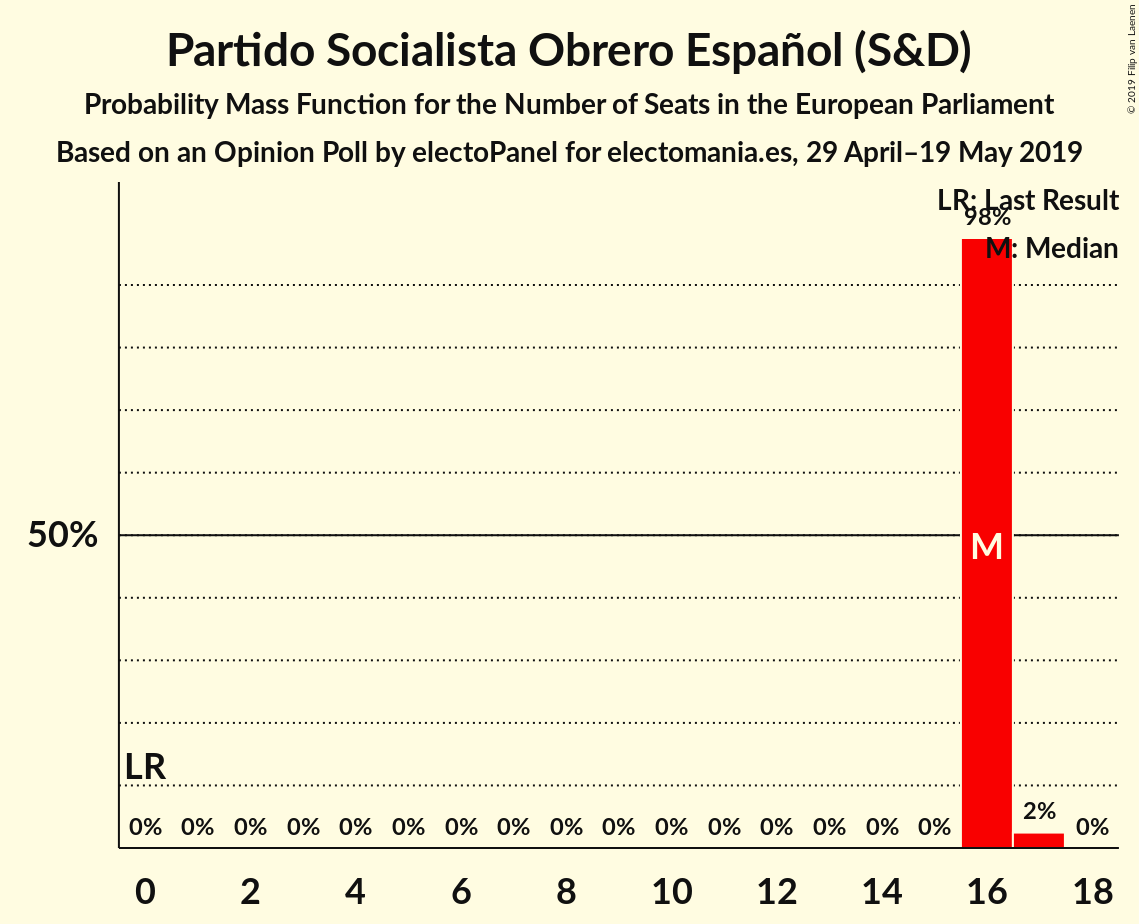 Partido Socialista Obrero Español (S&D)
Probability Mass Function for the Number of Seats in the European Parliament
Based on an Opinion Poll by electoPanel for electomania.es, 29 April–19 May 2019
© 2019 Filip van Laenen
LR: Last Result
98%
M: Median
50%
M
LR
2%
0% 0% 0% 0% 0% 0% 0% 0% 0% 0% 0% 0% 0% 0% 0% 0% 0%
0 2 4 6 8 10 12 14 16 18